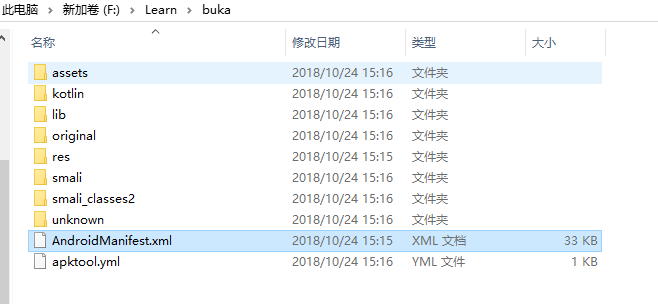 此电脑 > 新加卷 (F:) > Learn > buka
名称 修改日期 类型 大小
assets 2018/10/24 15:16 文件夹
kotlin 2018/10/24 15:16 文件夹
lib 2018/10/24 15:16 文件夹
original 2018/10/24 15:16 文件夹
res 2018/10/24 15:15 文件夹
smali 2018/10/24 15:16 文件夹
smali_classes2 2018/10/24 15:16 文件夹
unknown 2018/10/24 15:16 文件夹
AndroidManifest.xml 2018/10/24 15:15 XML 文档 33 KB
apktool.yml 2018/10/24 15:16 YML 文件 1 KB